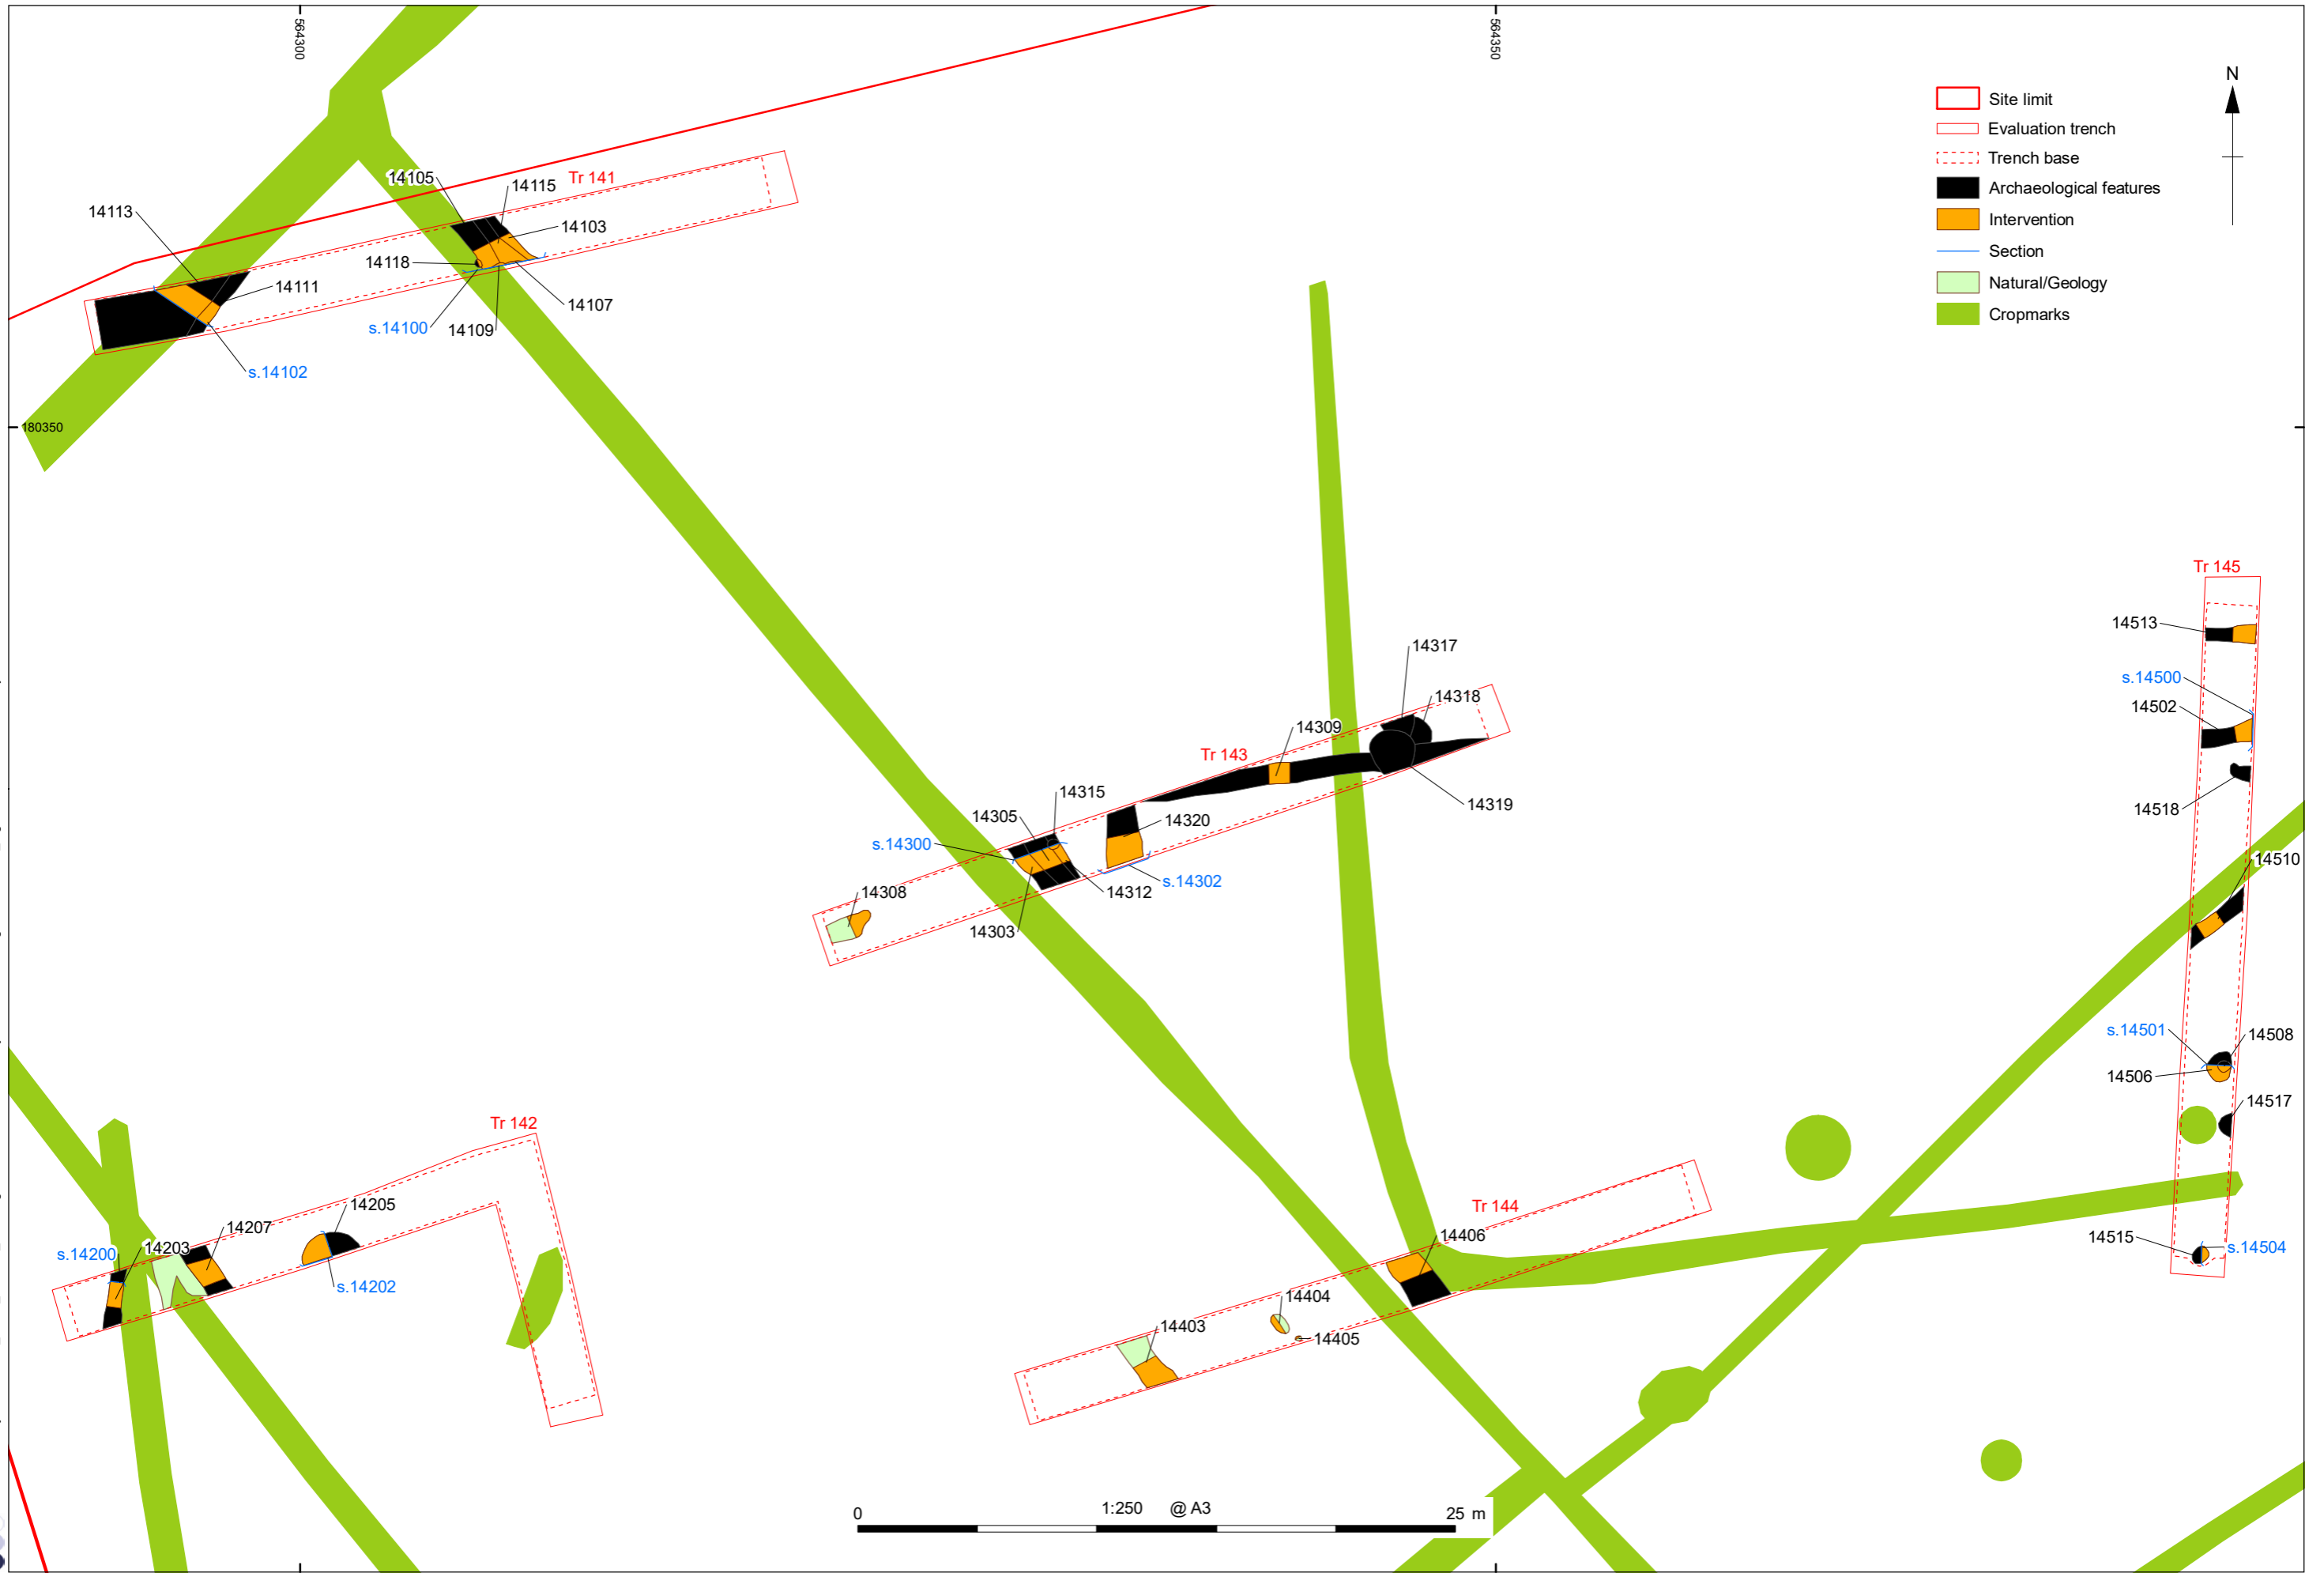 564300
564350
N
Site limit
Evaluation trench
Trench base
Archaeological features
Intervention
Section
Natural/Geology
Cropmarks
14105
14115
Tr 141
14113
14103
14118
14111
14107
s.14100
14109
s.14102
180350
Tr 145
14513
14317
s.14500
14318
14502
14309
Tr 143
14315
14319
14518
14305
14320
s.14300
14510
s.14302
14308
14312
14303
s.14501
14508
14506
14517
Tr 142
14205
Tr 144
14207
14406
14515
s.14504
s.14200
14203
s.14202
14404
14403
14405
0
1:250 @ A3
25 m